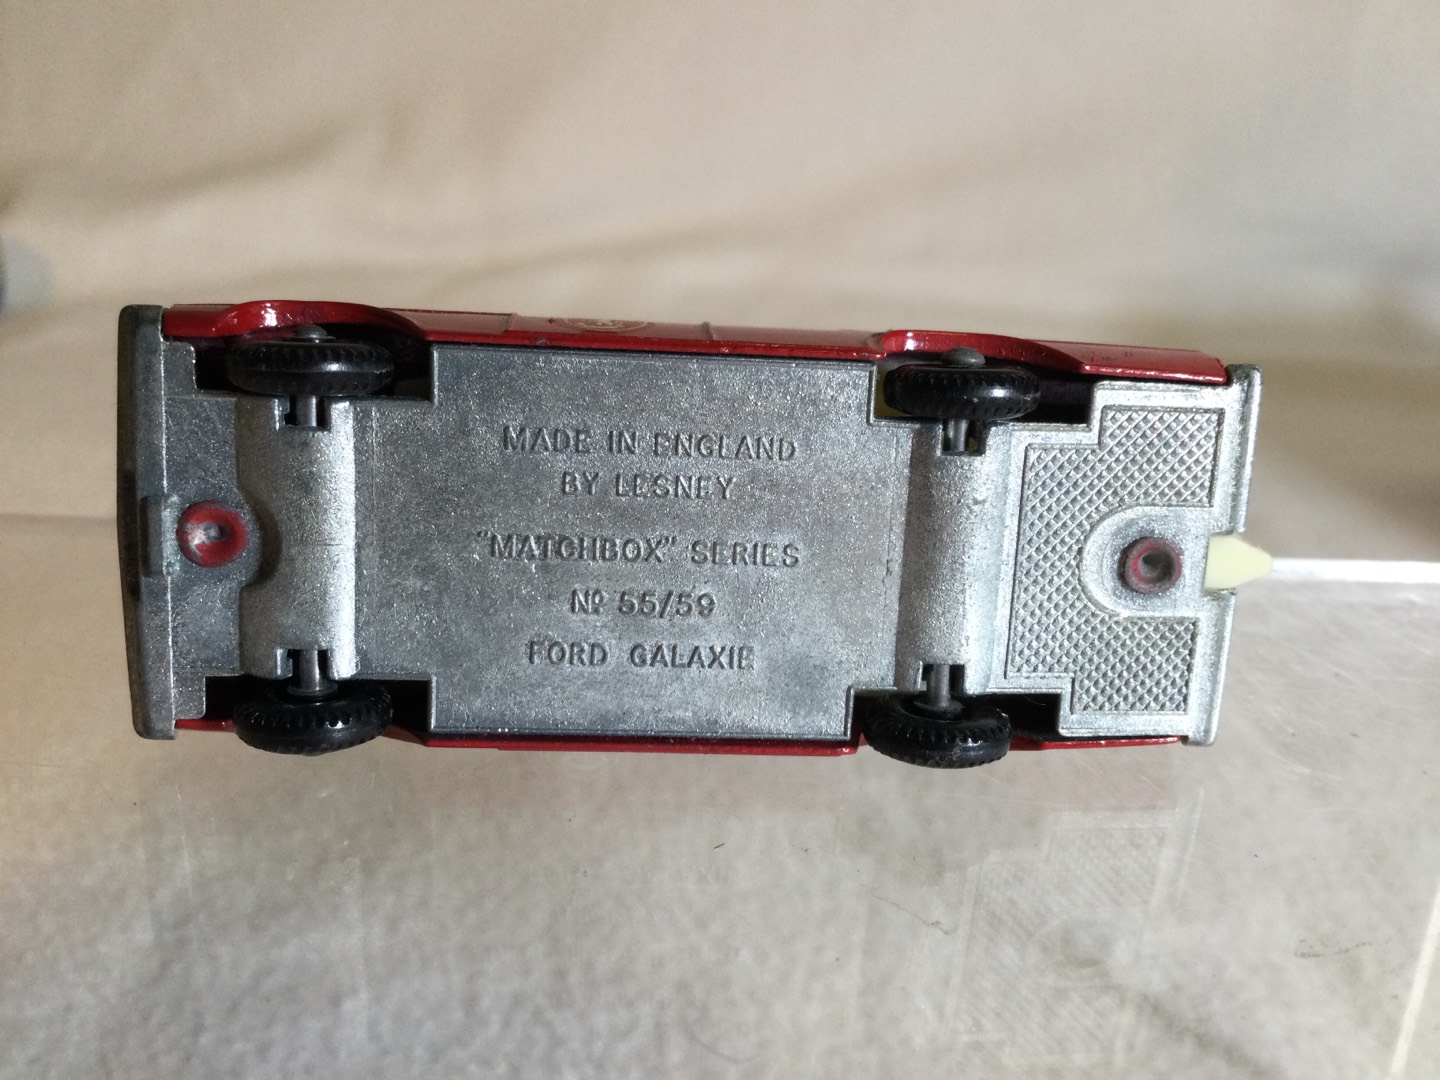 MADE IN ENGLAND
BY LESNEY
"MATCHBOX" SERIES
Nº 55/59
FORD GALAXIE